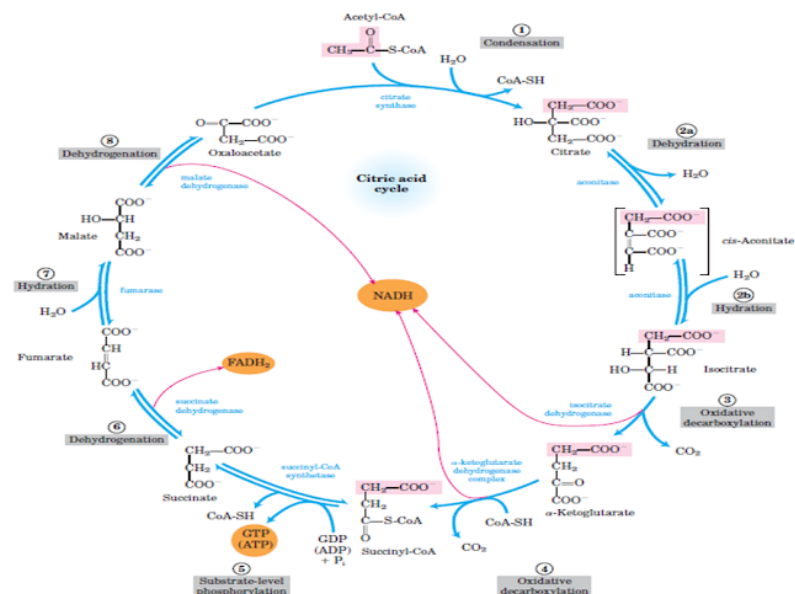 Acetyl-CoA
O
CH₃—C—S-CoA
①
Condensation
H₂O
CoA-SH
citrate
synthase
O=C—COO⁻
CH₂—COO⁻
Oxaloacetate
CH₂—COO⁻
HO—C—COO⁻
CH₂—COO⁻
Citrate
2a
Dehydration
H₂O
aconitase
CH₂—COO⁻
C—COO⁻
C—COO⁻
H
cis-Aconitate
H₂O
2b
Hydration
aconitase
CH₂—COO⁻
H—C—COO⁻
HO—C—H
COO⁻
Isocitrate
③
Oxidative
decarboxylation
isocitrate
dehydrogenase
CO₂
CH₂—COO⁻
CH₂
C=O
COO⁻
α-Ketoglutarate
α-ketoglutarate
dehydrogenase
complex
CoA-SH
CO₂
④
Oxidative
decarboxylation
CH₂—COO⁻
CH₂
C—S-CoA
O
Succinyl-CoA
succinyl-CoA
synthetase
GDP
(ADP)
+ Pᵢ
GTP
(ATP)
CoA-SH
⑤
Substrate-level
phosphorylation
CH₂—COO⁻
CH₂
COO⁻
Succinate
⑥
Dehydrogenation
succinate
dehydrogenase
FADH₂
COO⁻
CH
HC
COO⁻
Fumarate
⑦
Hydration
H₂O
fumarase
COO⁻
HO—CH
CH₂
COO⁻
Malate
⑧
Dehydrogenation
malate
dehydrogenase
Citric acid
cycle
NADH